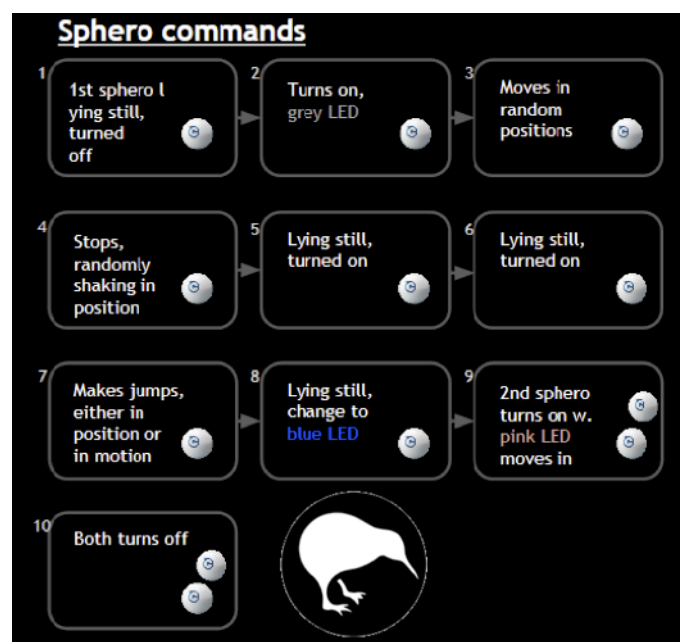 Sphero commands
1
1st sphero l
ying still,
turned
off
2
Turns on,
grey LED
3
Moves in
random
positions
4
Stops,
randomly
shaking in
position
5
Lying still,
turned on
6
Lying still,
turned on
7
Makes jumps,
either in
position or
in motion
8
Lying still,
change to
blue LED
9
2nd sphero
turns on w.
pink LED
moves in
10
Both turns off